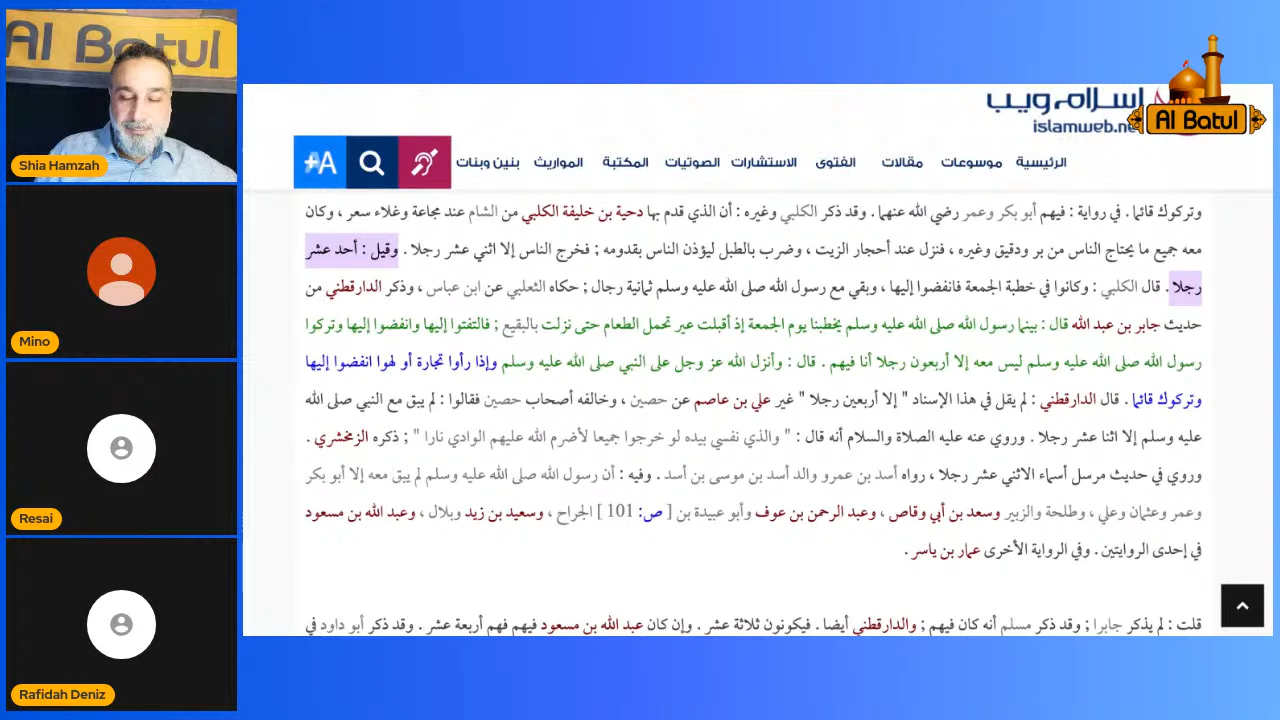 Al Batul
Shia Hamzah
Mino
Resai
Rafidah Deniz
اسلام ويب
islamweb.ne
Al Batul
الرئيسية موسوعات مقالات الفتوى الاستشارات الصوتيات المكتبة المواريث بنين وبنات
+A
وتركوك قائما . في رواية : فيهم أبو بكر وعمر رضي الله عنهما . وقد ذكر الكلبي وغيره : أن الذي قدم بها دحية بن خليفة الكلبي من الشام عند مجاعة وغلاء سعر ، وكان
معه جميع ما يحتاج الناس من بر ودقيق وغيره ، فنزل عند أحجار الزيت ، وضرب بالطبل ليؤذن الناس بقدومه ; فخرج الناس إلا اثني عشر رجلا . وقيل : أحد عشر
رجلا . قال الكلبي : وكانوا في خطبة الجمعة فانفضوا إليها ، وبقي مع رسول الله صلى الله عليه وسلم ثمانية رجال ; حكاه الثعلبي عن ابن عباس ، وذكر الدارقطني من
حديث جابر بن عبد الله قال : بينما رسول الله صلى الله عليه وسلم يخطبنا يوم الجمعة إذ أقبلت عير تحمل الطعام حتى نزلت بالبقيع ; فالتفتوا إليها وانفضوا إليها وتركوا
رسول الله صلى الله عليه وسلم ليس معه إلا أربعون رجلا أنا فيهم . قال : وأنزل الله عز وجل على النبي صلى الله عليه وسلم وإذا رأوا تجارة أو لهوا انفضوا إليها
وتركوك قائما . قال الدارقطني : لم يقل في هذا الإسناد " إلا أربعين رجلا " غير علي بن عاصم عن حصين ، وخالفه أصحاب حصين فقالوا : لم يبق مع النبي صلى الله
عليه وسلم إلا اثنا عشر رجلا . وروي عنه عليه الصلاة والسلام أنه قال : " والذي نفسي بيده لو خرجوا جميعا لأضرم الله عليهم الوادي نارا " ; ذكره الزمخشري .
وروي في حديث مرسل أسماء الاثني عشر رجلا ، رواه أسد بن عمرو والد أسد بن موسى بن أسد . وفيه : أن رسول الله صلى الله عليه وسلم لم يبق معه إلا أبو بكر
وعمر وعثمان وعلي ، وطلحة والزبير وسعد بن أبي وقاص ، وعبد الرحمن بن عوف وأبو عبيدة بن [ ص: 101 ] الجراح ، وسعيد بن زيد وبلال ، وعبد الله بن مسعود
في إحدى الروايتين . وفي الرواية الأخرى عمار بن ياسر .
قلت : لم يذكر جابرا ; وقد ذكر مسلم أنه كان فيهم ; والدارقطني أيضا . فيكونون ثلاثة عشر . وإن كان عبد الله بن مسعود فيهم فهم أربعة عشر . وقد ذكر أبو داود في